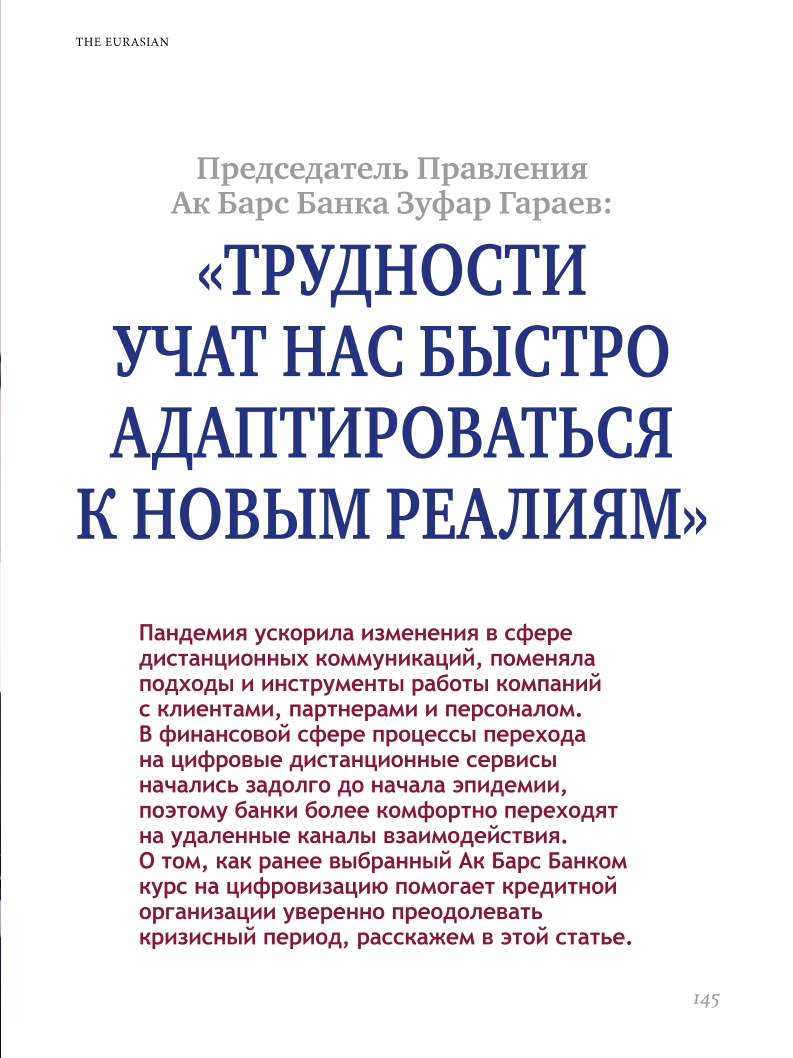 THE EURASIAN
Председатель Правления
Ак Барс Банка Зуфар Гараев:
«ТРУДНОСТИ
УЧАТ НАС БЫСТРО
АДАПТИРОВАТЬСЯ
К НОВЫМ РЕАЛИЯМ»
Пандемия ускорила изменения в сфере
дистанционных коммуникаций, поменяла
подходы и инструменты работы компаний
с клиентами, партнерами и персоналом.
В финансовой сфере процессы перехода
на цифровые дистанционные сервисы
начались задолго до начала эпидемии,
поэтому банки более комфортно переходят
на удаленные каналы взаимодействия.
О том, как ранее выбранный Ак Барс Банком
курс на цифровизацию помогает кредитной
организации уверенно преодолевать
кризисный период, расскажем в этой статье.
145